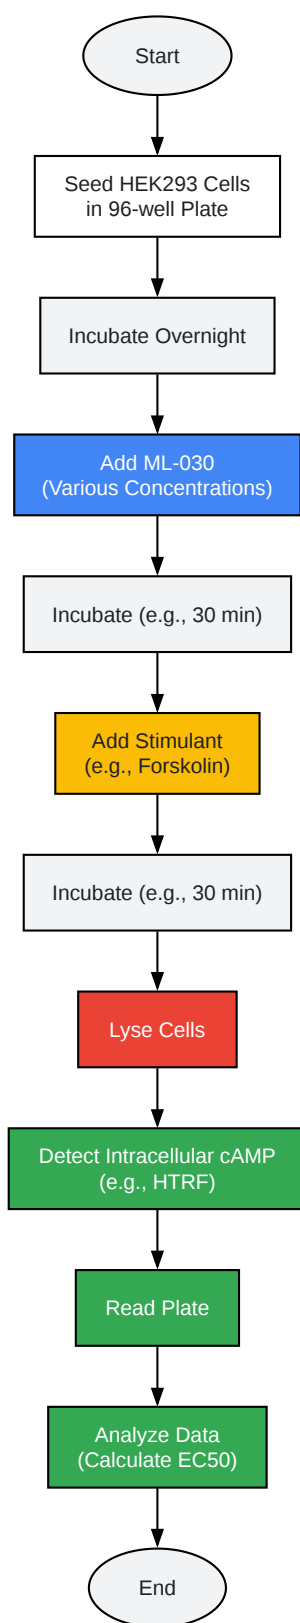 Start
Seed HEK293 Cells
in 96-well Plate
Incubate Overnight
Add ML-030
(Various Concentrations)
Incubate (e.g., 30 min)
Add Stimulant
(e.g., Forskolin)
Incubate (e.g., 30 min)
Lyse Cells
Detect Intracellular cAMP
(e.g., HTRF)
Read Plate
Analyze Data
(Calculate EC50)
End